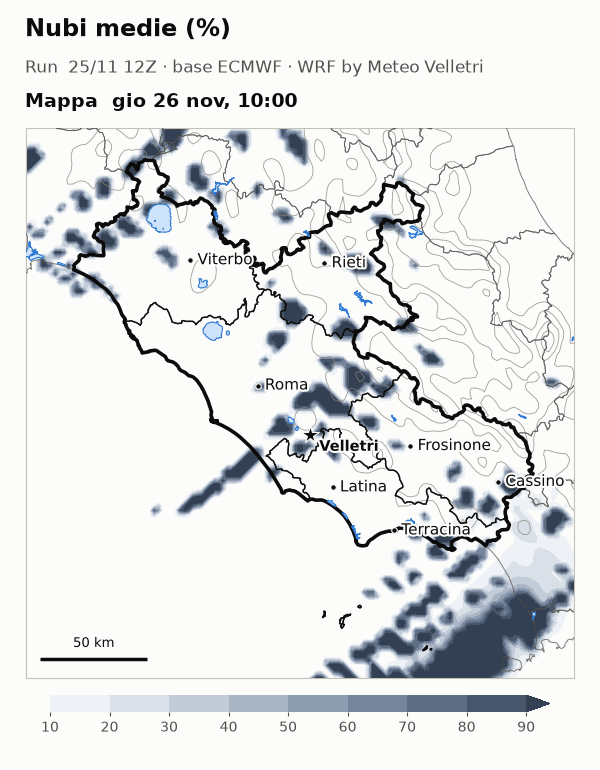 Nubi medie (%)
Run 25/11 12Z · base ECMWF · WRF by Meteo Velletri
Mappa gio 26 nov, 10:00
Viterbo
Rieti
Roma
Velletri
Frosinone
Latina
Cassino
Terracina
50 km
10 20 30 40 50 60 70 80 90